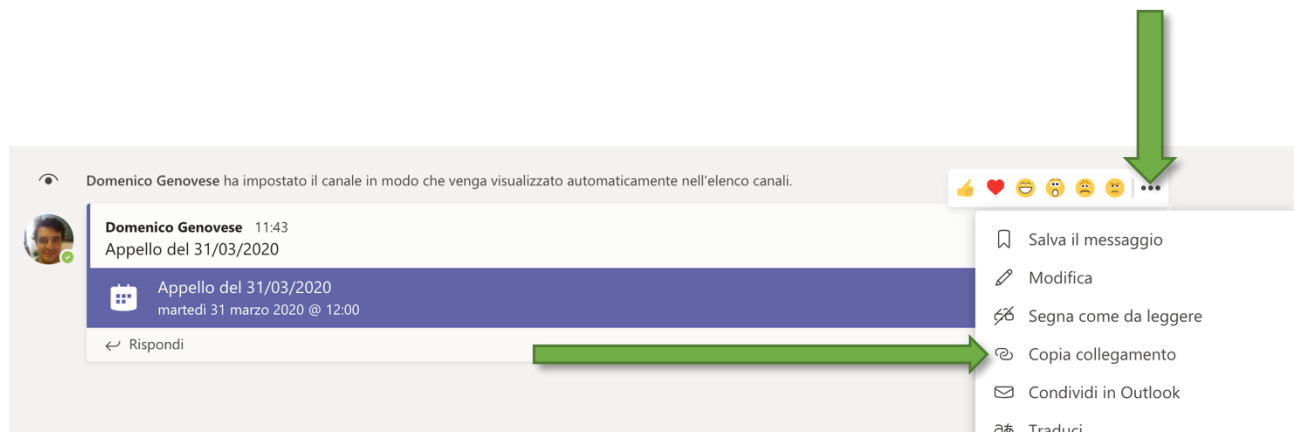 Domenico Genovese ha impostato il canale in modo che venga visualizzato automaticamente nell'elenco canali.
Domenico Genovese 11:43
Appello del 31/03/2020
Appello del 31/03/2020
martedì 31 marzo 2020 @ 12:00
Rispondi
Salva il messaggio
Modifica
Segna come da leggere
Copia collegamento
Condividi in Outlook
Traduci